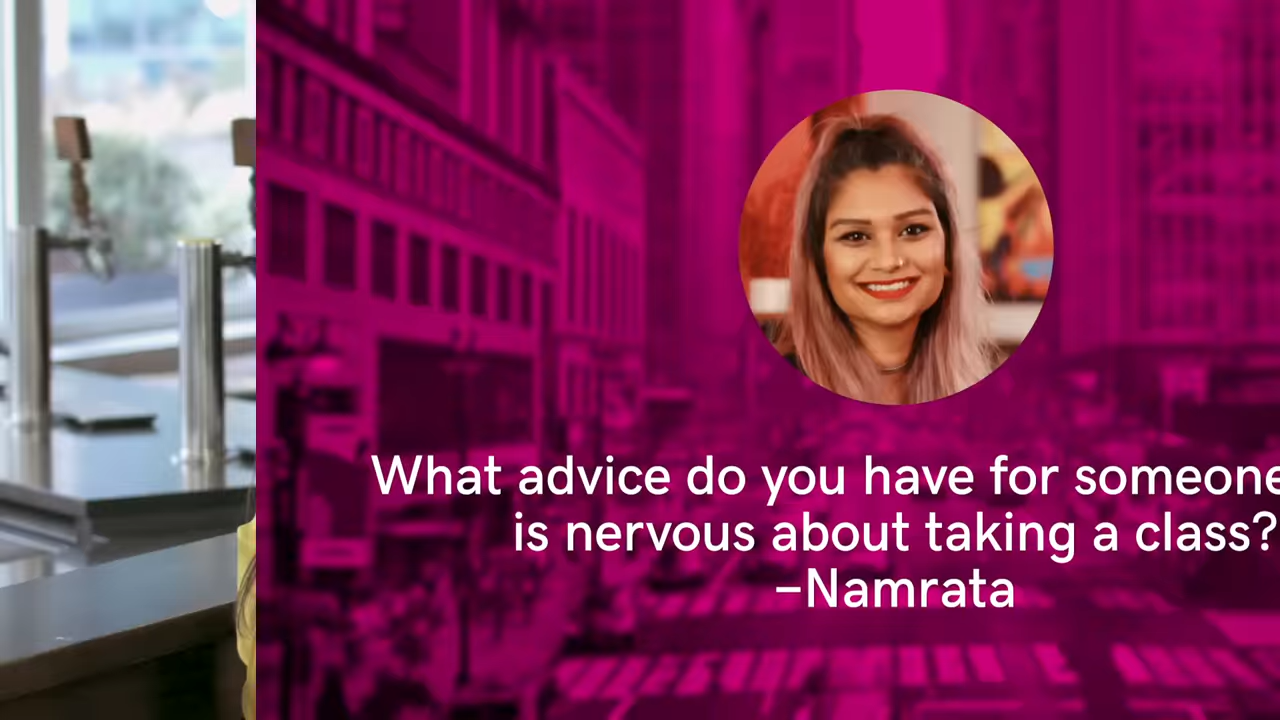 What advice do you have for someone
is nervous about taking a class?
–Namrata